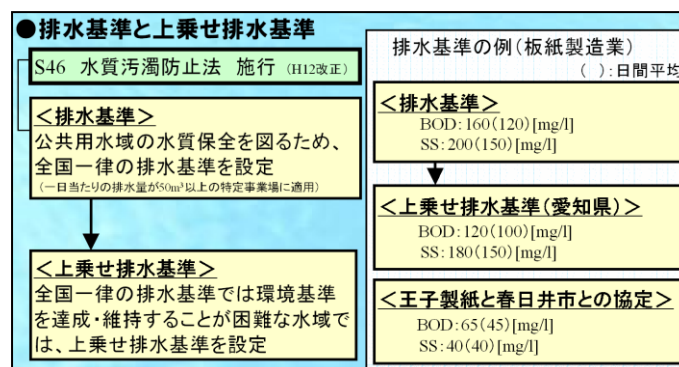 ●排水基準と上乗せ排水基準
S46 水質汚濁防止法 施行 (H12改正)
＜排水基準＞
公共用水域の水質保全を図るため、
全国一律の排水基準を設定
(一日当たりの排水量が50m³以上の特定事業場に適用)
＜上乗せ排水基準＞
全国一律の排水基準では環境基準
を達成・維持することが困難な水域で
は、上乗せ排水基準を設定
排水基準の例(板紙製造業)
( ):日間平均
＜排水基準＞
BOD:160(120)[mg/l]
SS:200(150)[mg/l]
＜上乗せ排水基準(愛知県)＞
BOD:120(100)[mg/l]
SS:180(150)[mg/l]
＜王子製紙と春日井市との協定＞
BOD:65(45)[mg/l]
SS:40(40)[mg/l]